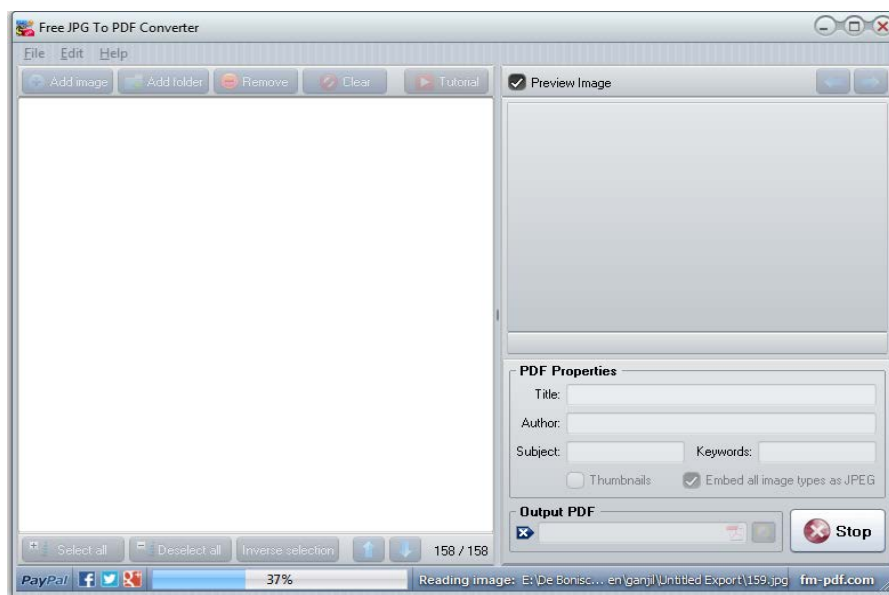 Free JPG To PDF Converter
File Edit Help
Add image Add folder Remove Clear Tutorial
Preview Image
PDF Properties
Title:
Author:
Subject: Keywords:
Thumbnails Embed all image types as JPEG
Output PDF
Stop
Select all Deselect all Inverse selection 158 / 158
PayPal 37% Reading image: E:\De Bonisc... en\ganjil\Untitled Export\159.jpg fm-pdf.com